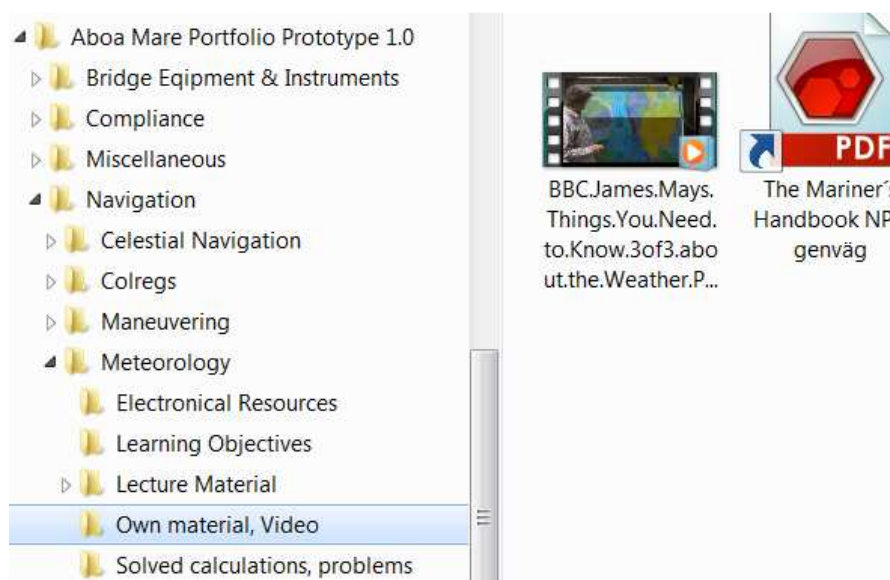 Aboa Mare Portfolio Prototype 1.0
Bridge Eqipment & Instruments
Compliance
Miscellaneous
Navigation
Celestial Navigation
Colregs
Maneuvering
Meteorology
Electronical Resources
Learning Objectives
Lecture Material
Own material, Video
Solved calculations, problems
BBC.James.Mays.
Things.You.Need.
to.Know.3of3.abo
ut.the.Weather.P...
PDF
The Mariner´s
Handbook NP
genväg